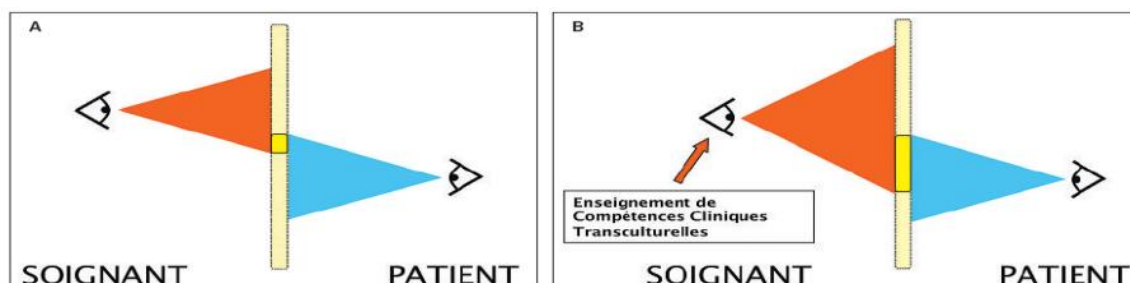 A
SOIGNANT
PATIENT
B
Enseignement de
Compétences Cliniques
Transculturelles
SOIGNANT
PATIENT